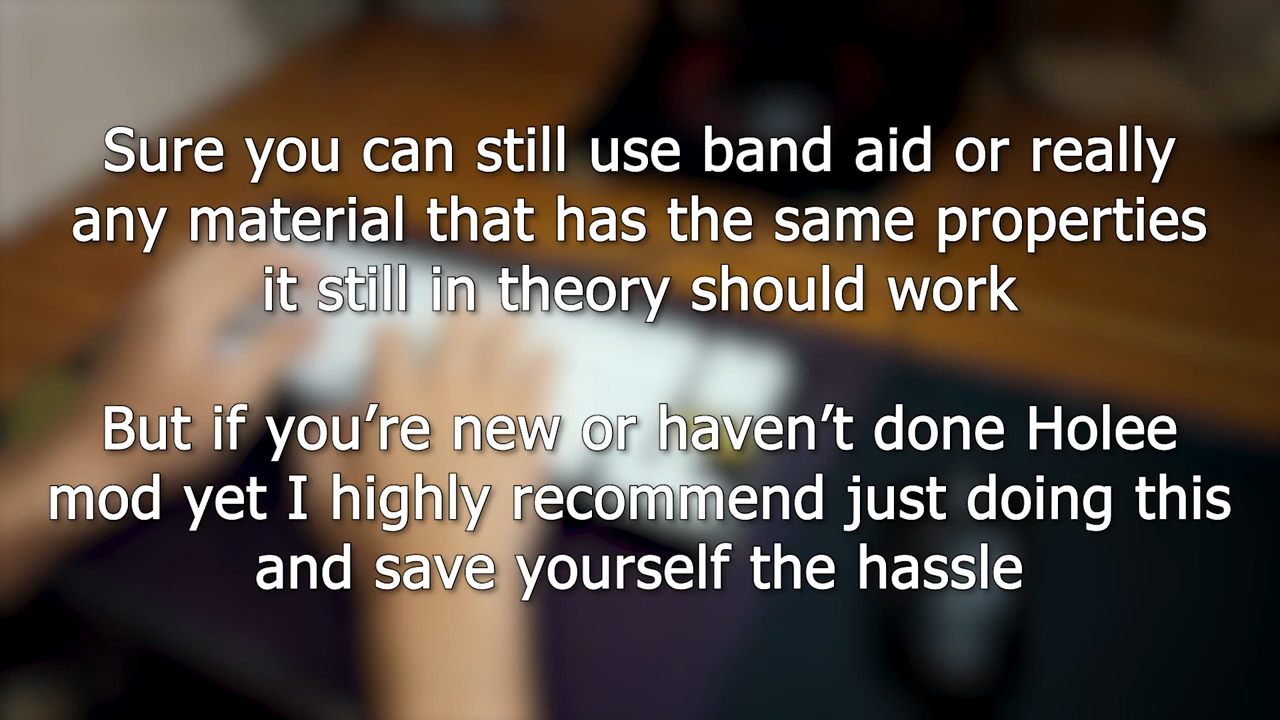 Sure you can still use band aid or really
any material that has the same properties
it still in theory should work
But if you’re new or haven’t done Holee
mod yet I highly recommend just doing this
and save yourself the hassle